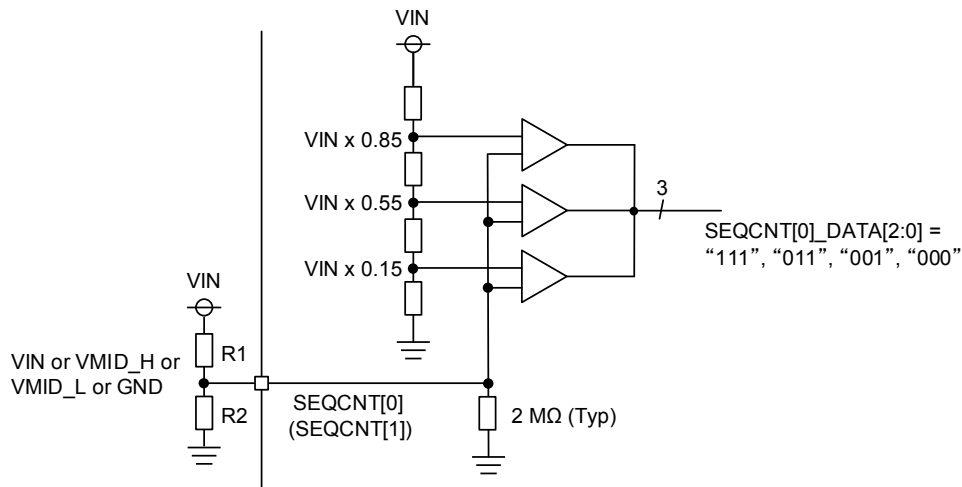 VIN
VIN x 0.85
VIN x 0.55
3
SEQCNT[0]_DATA[2:0] =
“111”, “011”, “001”, “000”
VIN x 0.15
VIN
R1
VIN or VMID_H or
VMID_L or GND
R2
SEQCNT[0]
(SEQCNT[1])
2 MΩ (Typ)